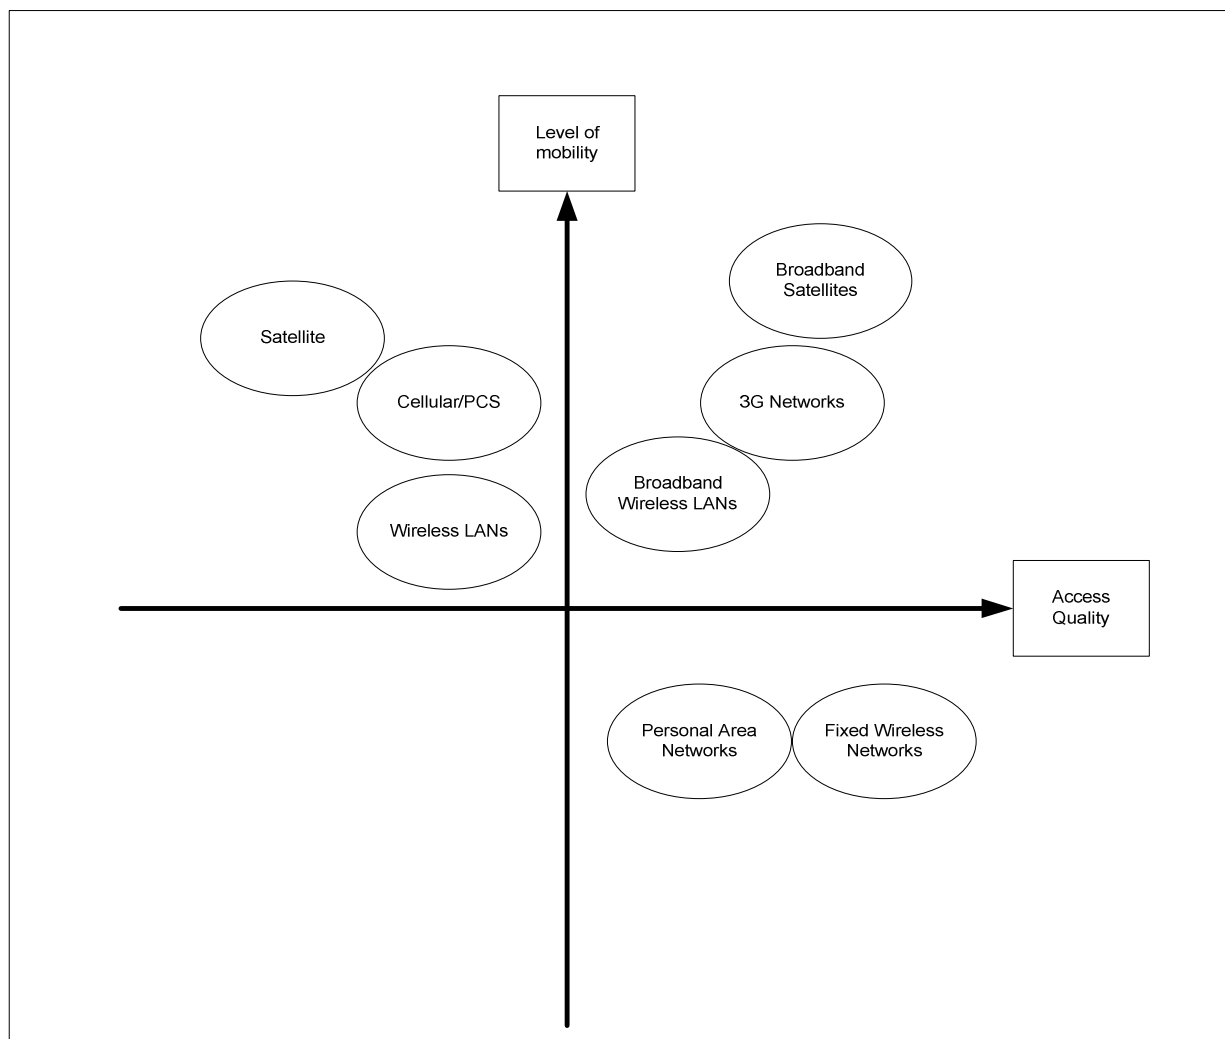 Level of
mobility
Broadband
Satellites
Satellite
Cellular/PCS
3G Networks
Broadband
Wireless LANs
Wireless LANs
Access
Quality
Personal Area
Networks
Fixed Wireless
Networks